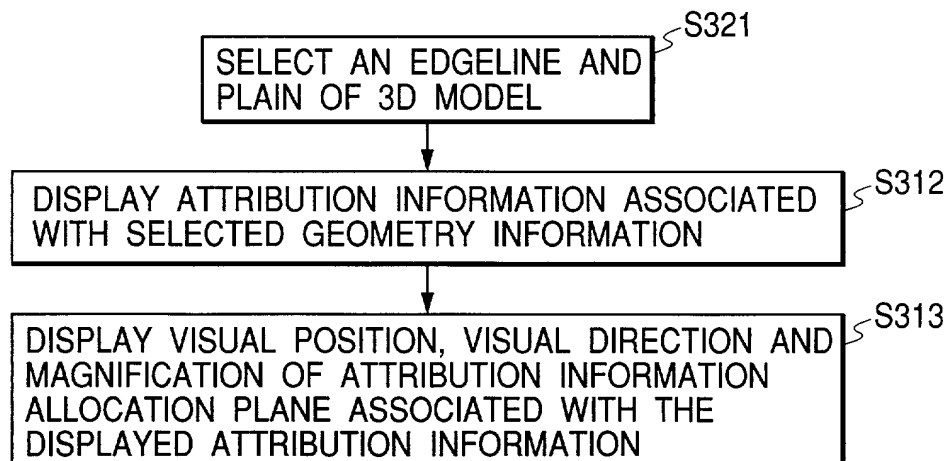 S321
SELECT AN EDGELINE AND
PLAIN OF 3D MODEL
S312
DISPLAY ATTRIBUTION INFORMATION ASSOCIATED
WITH SELECTED GEOMETRY INFORMATION
S313
DISPLAY VISUAL POSITION, VISUAL DIRECTION AND
MAGNIFICATION OF ATTRIBUTION INFORMATION
ALLOCATION PLANE ASSOCIATED WITH THE
DISPLAYED ATTRIBUTION INFORMATION